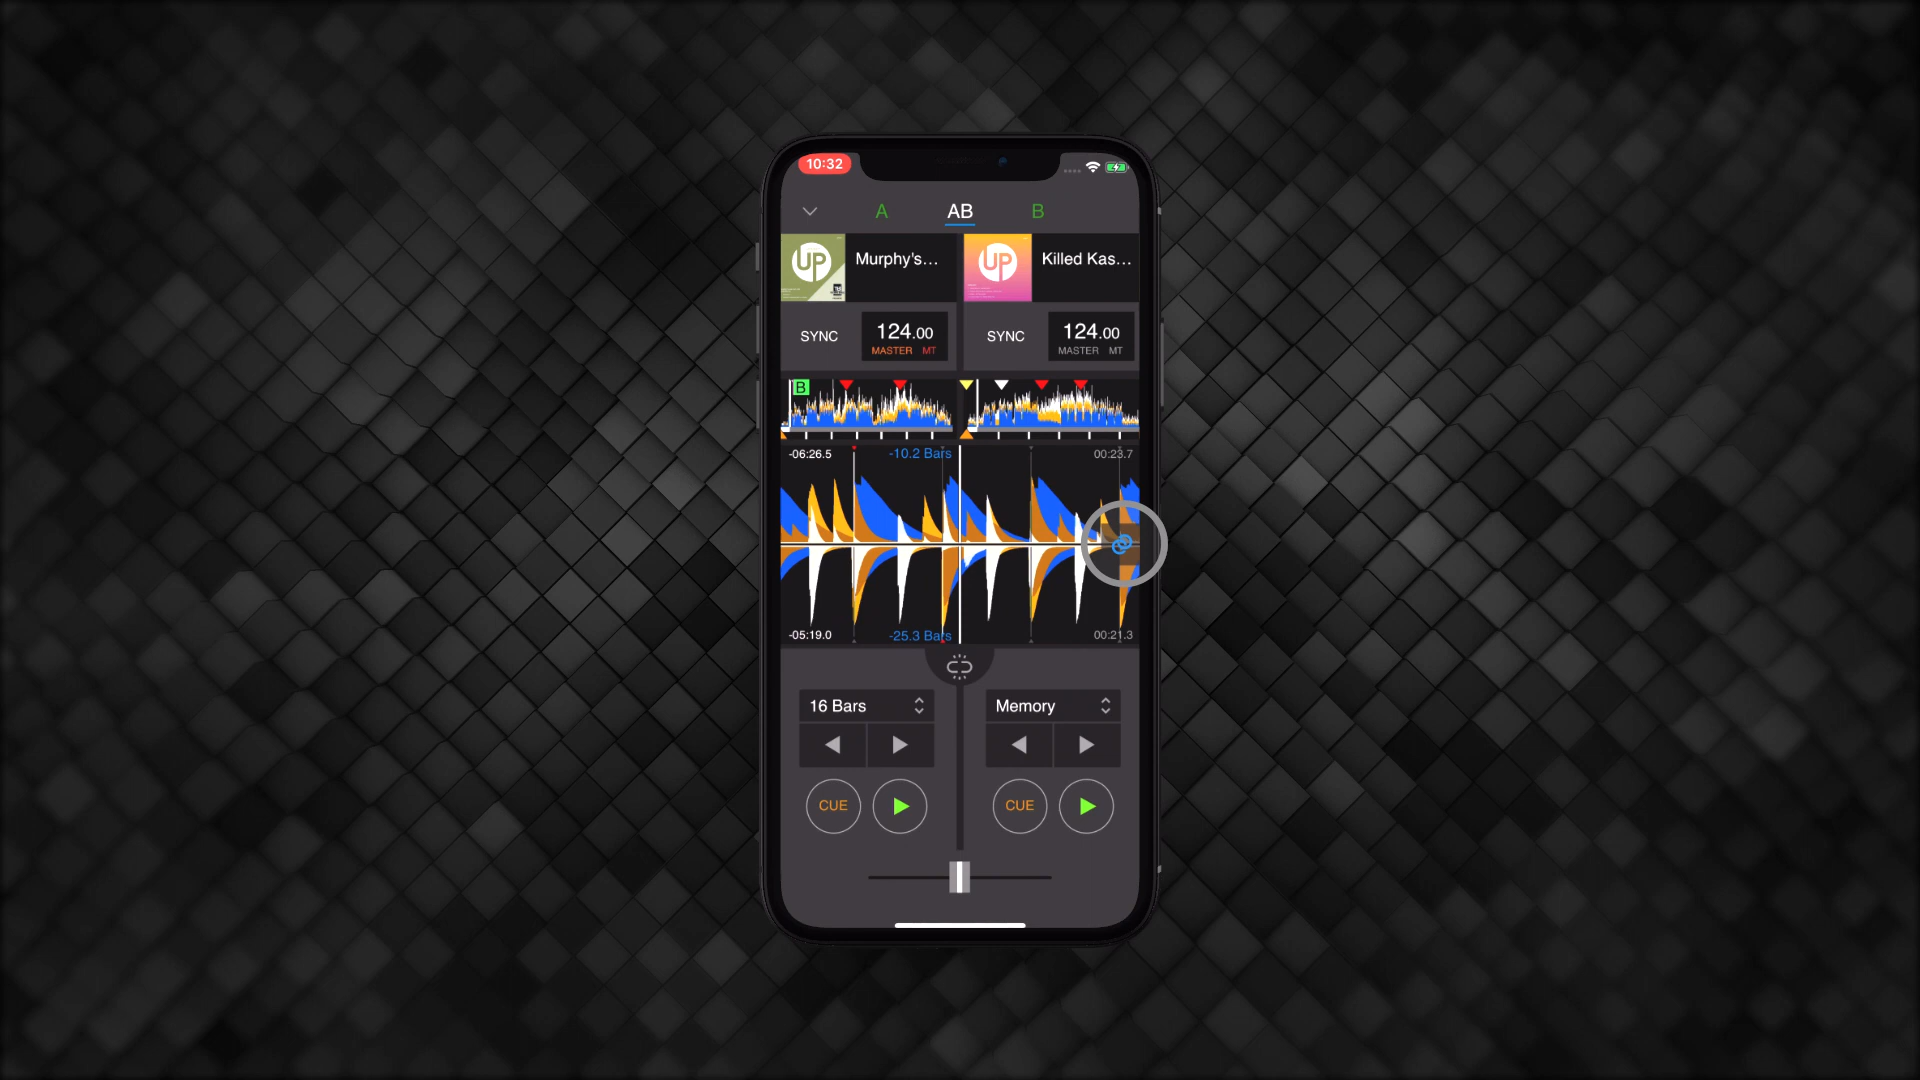 10:32
A AB B
UP Murphy's... UP Killed Kas...
SYNC 124.00 SYNC 124.00
MASTER MT MASTER MT
B
-06:26.5 -10.2 Bars 00:23.7
-05:19.0 -25.3 Bars 00:21.3
16 Bars Memory
CUE CUE